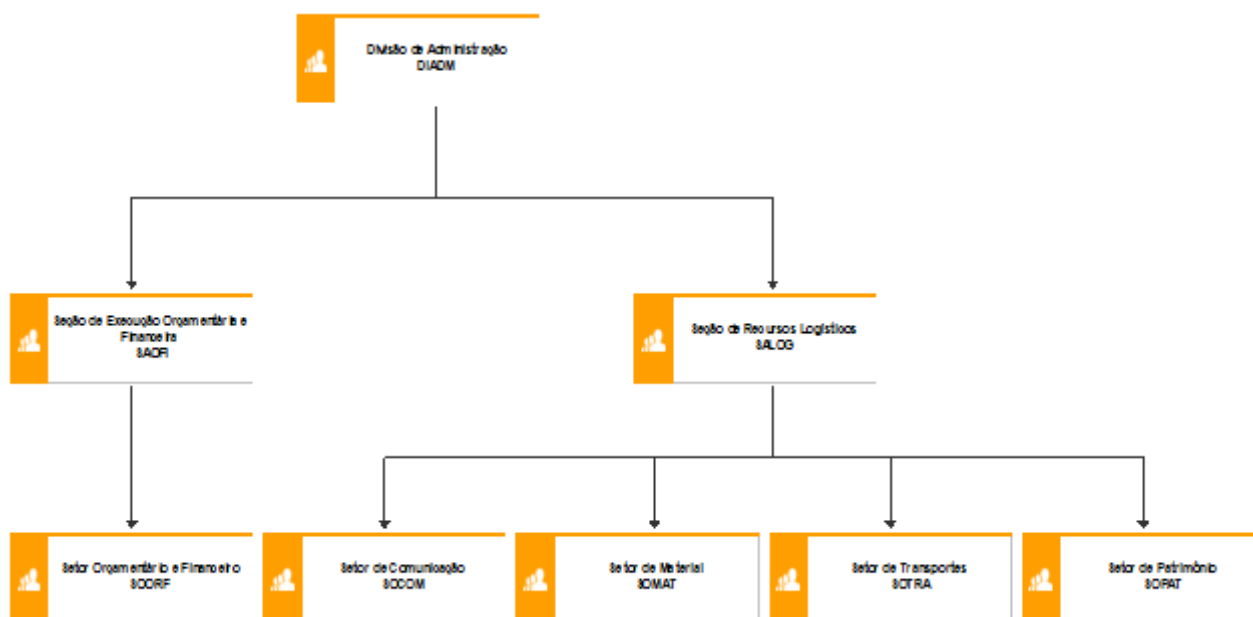 Divisão de Administração
DIADM
Seção de Execução Orçamentária e
Financeira
SAOFI
Seção de Recursos Logísticos
SALOG
Setor Orçamentário e Financeiro
SOORF
Setor de Comunicação
SOCOM
Setor de Material
SOMAT
Setor de Transportes
SOTRA
Setor de Patrimônio
SOPAT